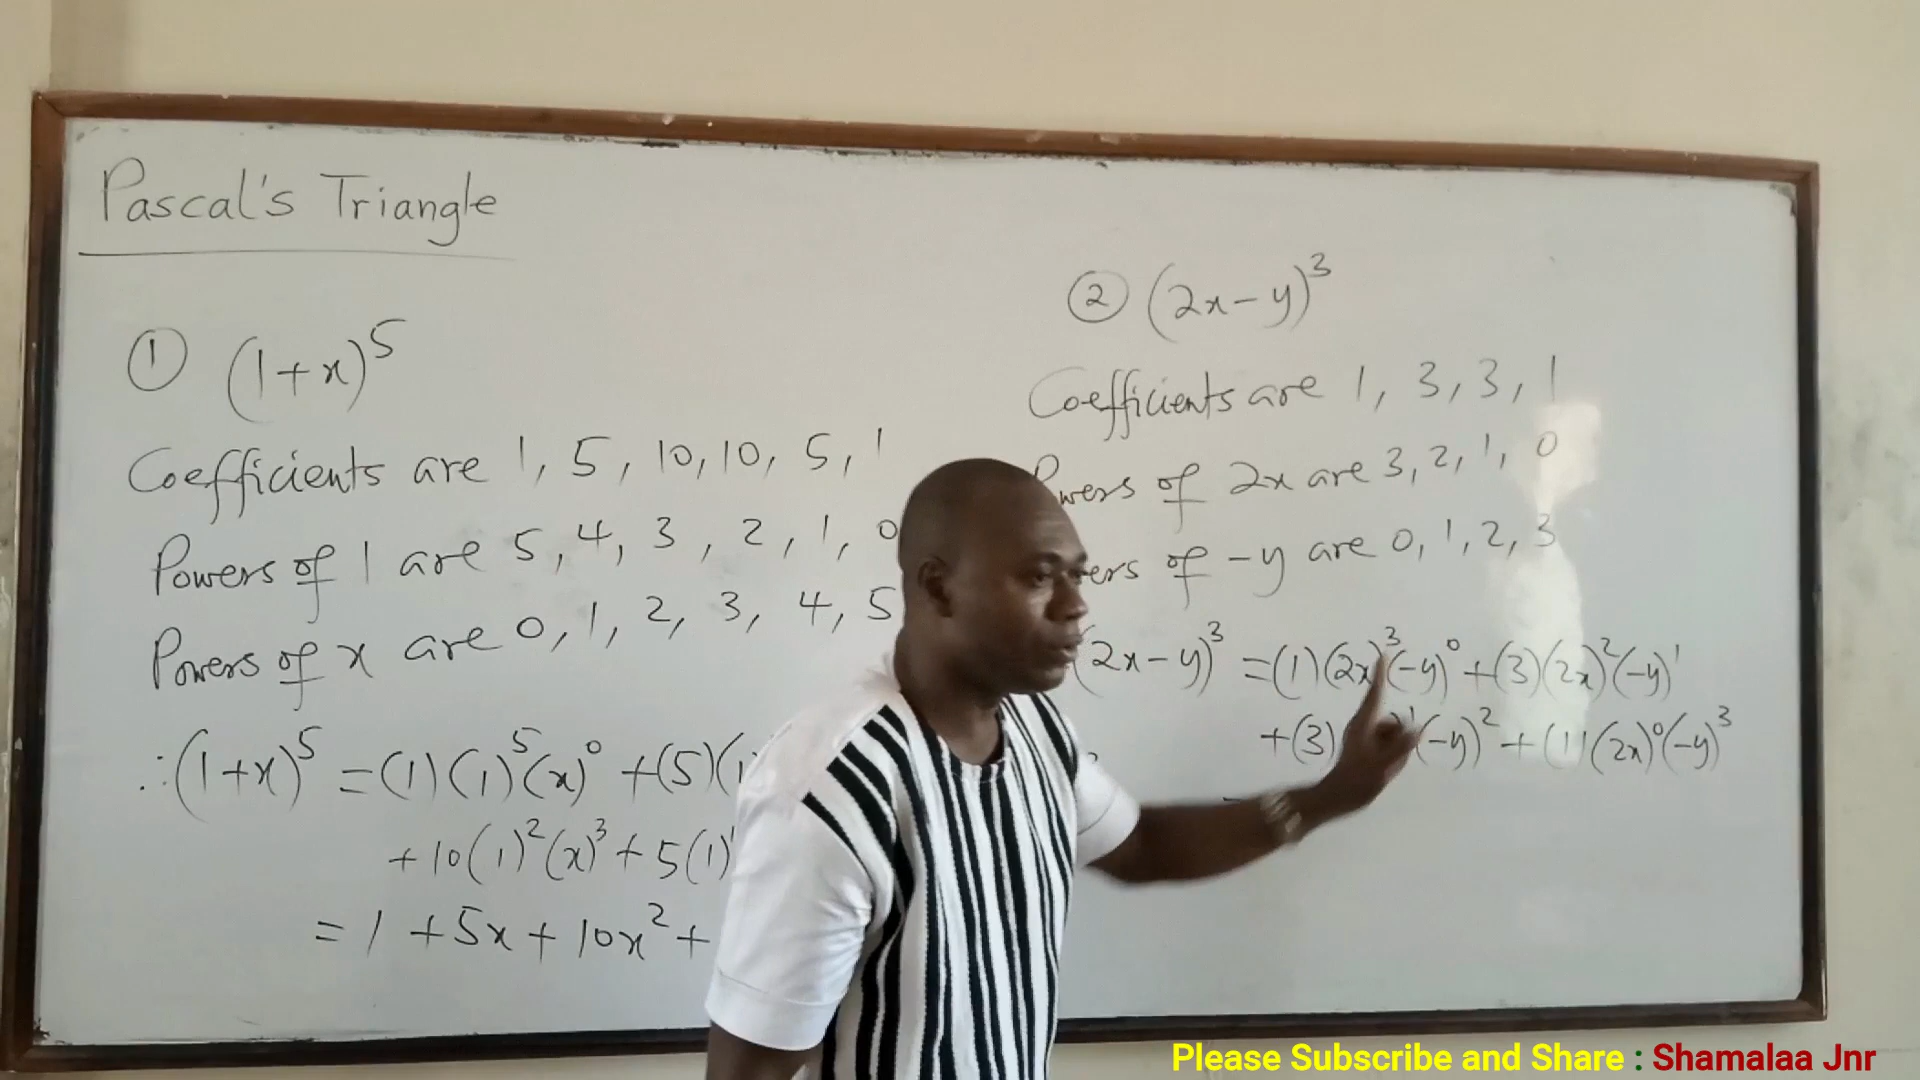 Pascal's Triangle
① (1+x)⁵
Coefficients are 1, 5, 10, 10, 5, 1
Powers of 1 are 5, 4, 3, 2, 1, 0
Powers of x are 0, 1, 2, 3, 4, 5
∴ (1+x)⁵ = (1)(1)⁵(x)⁰ + (5)(1
+ 10(1)²(x)³ + 5(1)
= 1 + 5x + 10x² +
② (2x-y)³
Coefficients are 1, 3, 3, 1
of 2x are 3, 2, 1, 0
of -y are 0, 1, 2, 3
(2x-y)³ = (1)(2x)³(-y)⁰ + (3)(2x)²(-y)¹
+ (3) )¹(-y)² + (1)(2x)⁰(-y)³
Please Subscribe and Share : Shamalaa Jnr